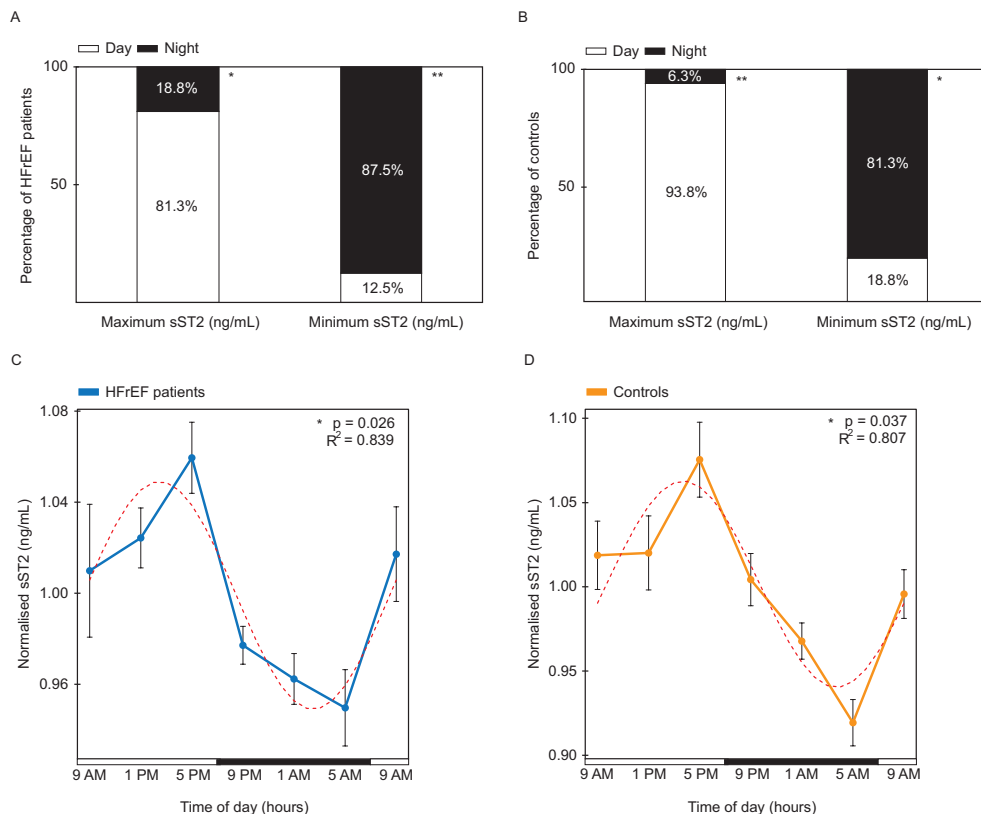 A
Day Night
100
50
Percentage of HFrEF patients
18.8%
*
81.3%
**
87.5%
12.5%
Maximum sST2 (ng/mL) Minimum sST2 (ng/mL)
B
Day Night
100
50
Percentage of controls
6.3%
**
93.8%
*
81.3%
18.8%
Maximum sST2 (ng/mL) Minimum sST2 (ng/mL)
C
HFrEF patients
* p = 0.026
R² = 0.839
1.08
1.04
1.00
0.96
Normalised sST2 (ng/mL)
9 AM 1 PM 5 PM 9 PM 1 AM 5 AM 9 AM
Time of day (hours)
D
Controls
* p = 0.037
R² = 0.807
1.10
1.05
1.00
0.95
0.90
Normalised sST2 (ng/mL)
9 AM 1 PM 5 PM 9 PM 1 AM 5 AM 9 AM
Time of day (hours)